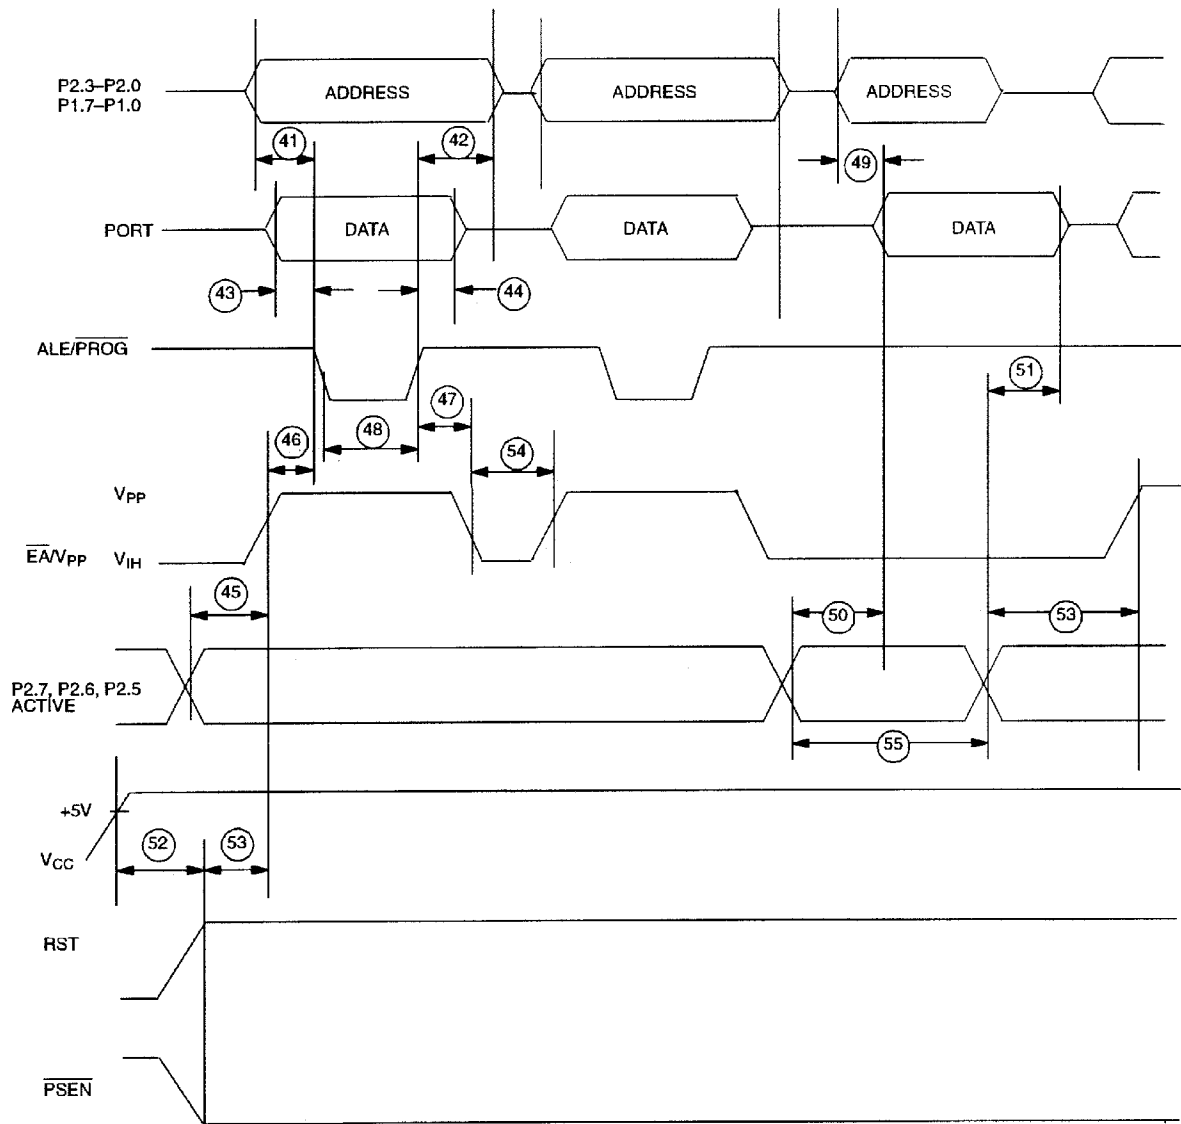 P2.3–P2.0
P1.7–P1.0
ADDRESS
ADDRESS
ADDRESS
41
42
49
PORT
DATA
DATA
DATA
43
44
ALE/PROG
51
47
46
48
54
VPP
EA/VPP
VIH
45
50
53
P2.7, P2.6, P2.5
ACTIVE
55
+5V
52
53
VCC
RST
PSEN